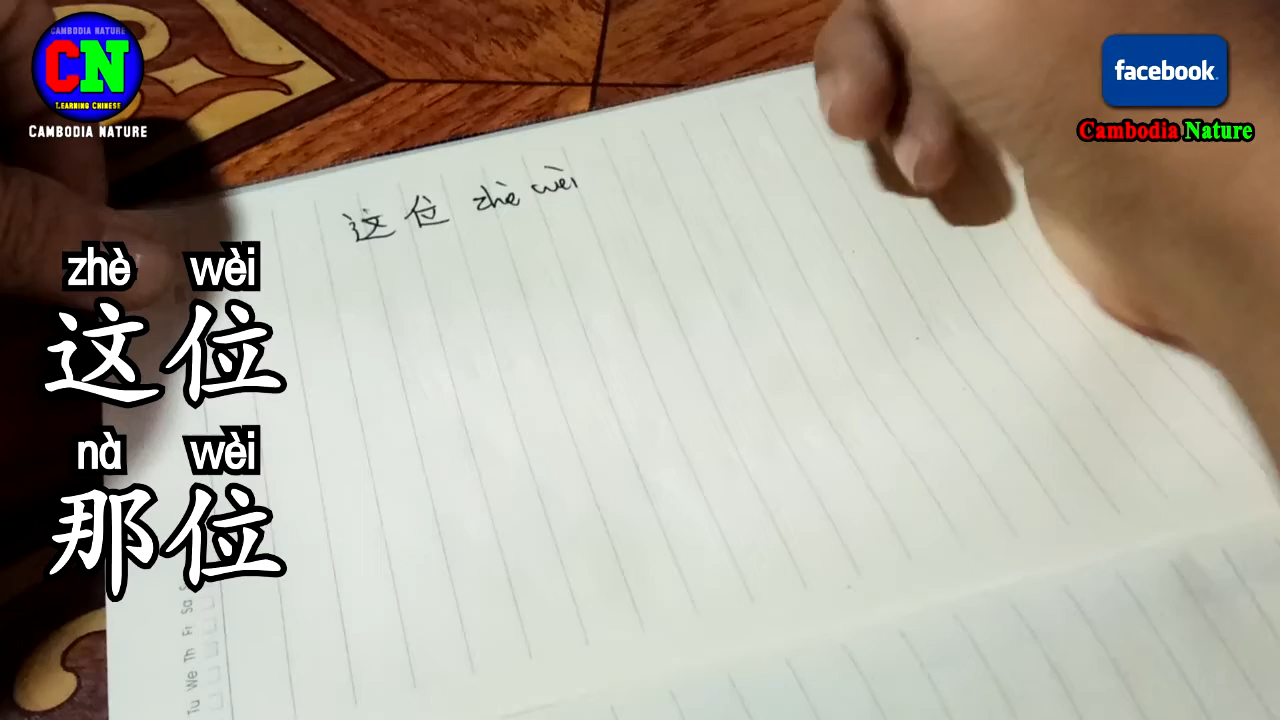 CAMBODIA NATURE
CN
LEARNING CHINESE
CAMBODIA NATURE
facebook
Cambodia Nature
这位 zhè wèi
zhè wèi
这位
nà wèi
那位
Tu We Th Fr Sa